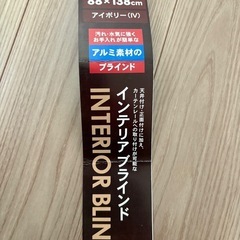 88×138cm
アイボリー(IV)
汚れ・水気に強く
お手入れが簡単な
アルミ素材の
ブラインド
天井付け・正面付けに加え、
カーテンレールへの取り付けが可能な
インテリアブラインド
INTERIOR BLIN